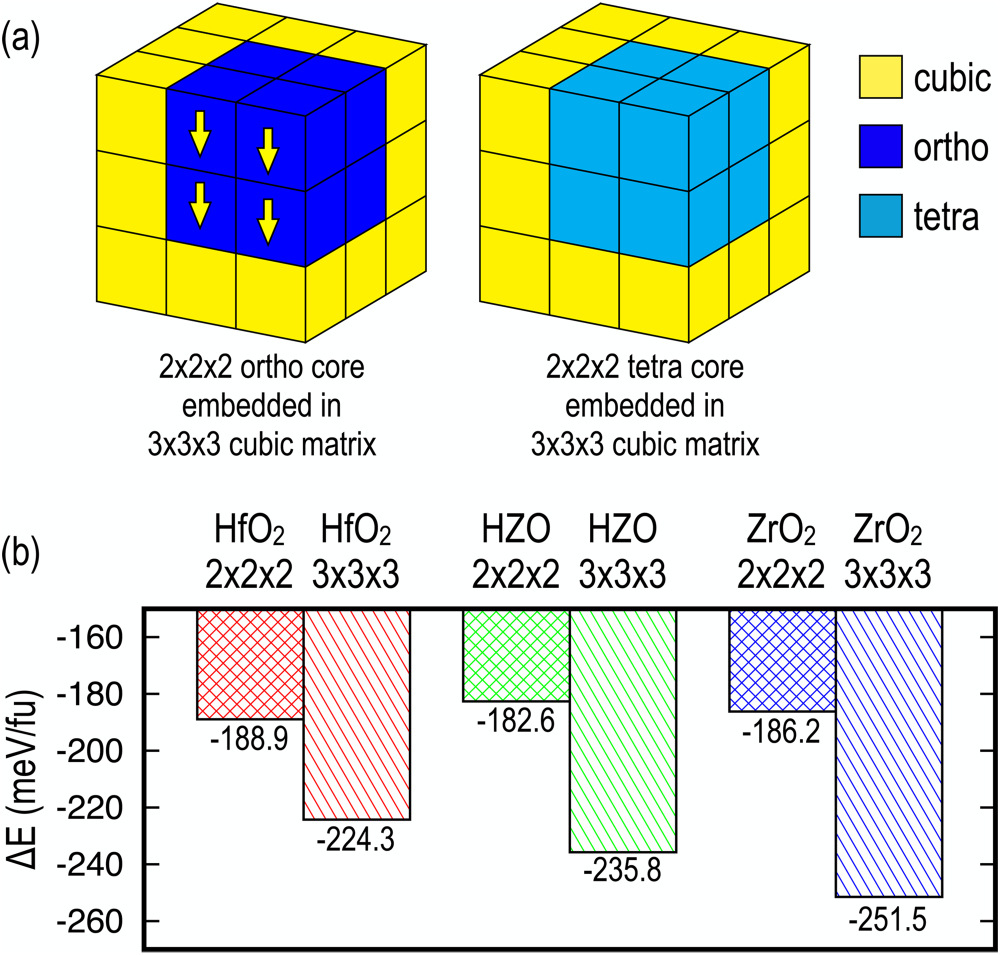 (a)
cubic
ortho
tetra
2x2x2 ortho core
embedded in
3x3x3 cubic matrix
2x2x2 tetra core
embedded in
3x3x3 cubic matrix
(b)
HfO₂ HfO₂ HZO HZO ZrO₂ ZrO₂
2x2x2 3x3x3 2x2x2 3x3x3 2x2x2 3x3x3
ΔE (meV/fu)
-160
-180
-200
-220
-240
-260
-188.9
-224.3
-182.6
-235.8
-186.2
-251.5